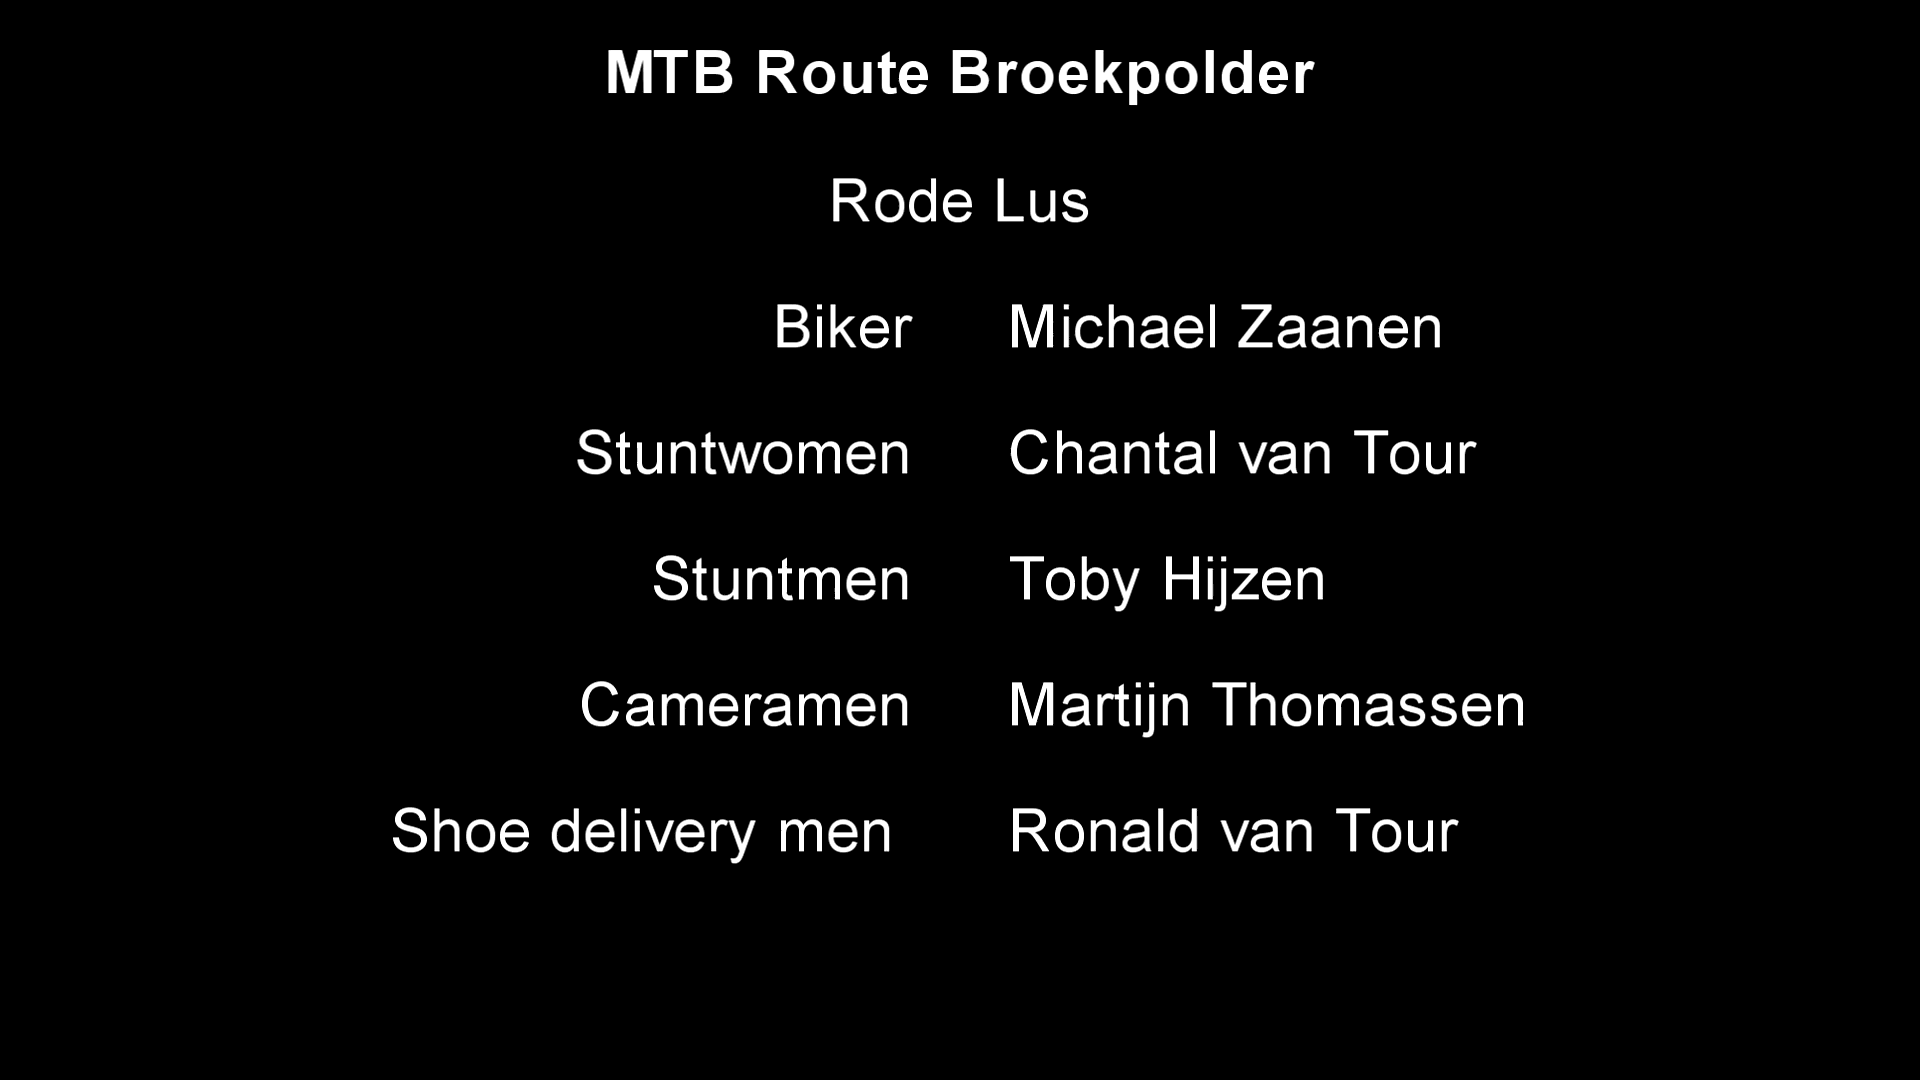 MTB Route Broekpolder
Rode Lus
Biker Michael Zaanen
Stuntwomen Chantal van Tour
Stuntmen Toby Hijzen
Cameramen Martijn Thomassen
Shoe delivery men Ronald van Tour